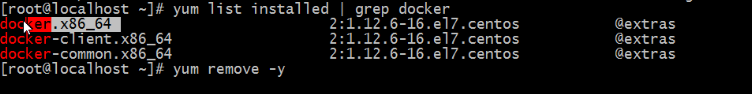 [root@localhost ~]# yum list installed | grep docker
docker.x86_64 2:1.12.6-16.el7.centos @extras
docker-client.x86_64 2:1.12.6-16.el7.centos @extras
docker-common.x86_64 2:1.12.6-16.el7.centos @extras
[root@localhost ~]# yum remove -y